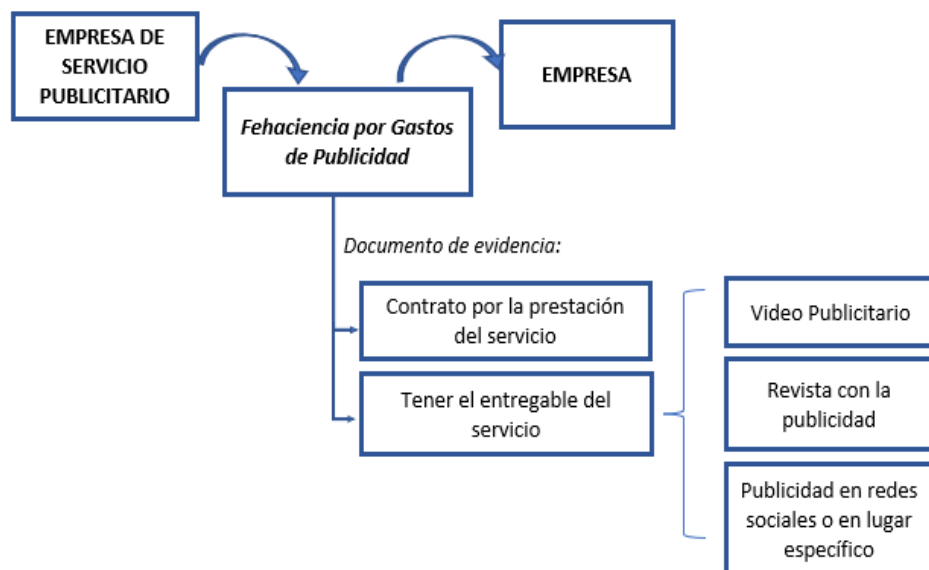 EMPRESA DE
SERVICIO
PUBLICITARIO
EMPRESA
Fehaciencia por Gastos
de Publicidad
Documento de evidencia:
Contrato por la prestación
del servicio
Tener el entregable del
servicio
Video Publicitario
Revista con la
publicidad
Publicidad en redes
sociales o en lugar
específico